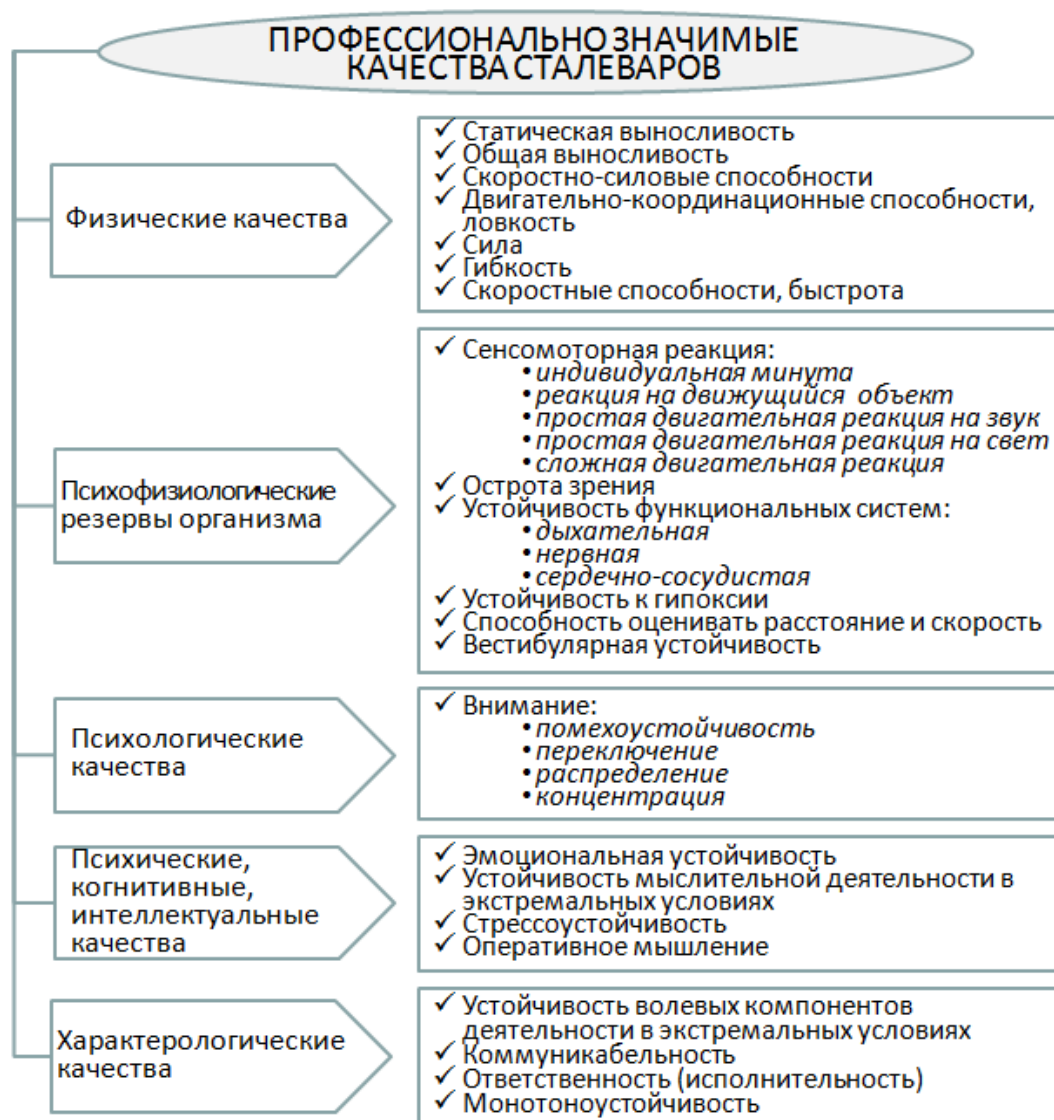 ПРОФЕССИОНАЛЬНО ЗНАЧИМЫЕ
КАЧЕСТВА СТАЛЕВАРОВ
Физические качества
✓ Статическая выносливость
✓ Общая выносливость
✓ Скоростно-силовые способности
✓ Двигательно-координационные способности,
ловкость
✓ Сила
✓ Гибкость
✓ Скоростные способности, быстрота
Психофизиологические
резервы организма
✓ Сенсомоторная реакция:
• индивидуальная минута
• реакция на движущийся объект
• простая двигательная реакция на звук
• простая двигательная реакция на свет
• сложная двигательная реакция
✓ Острота зрения
✓ Устойчивость функциональных систем:
• дыхательная
• нервная
• сердечно-сосудистая
✓ Устойчивость к гипоксии
✓ Способность оценивать расстояние и скорость
✓ Вестибулярная устойчивость
Психологические
качества
✓ Внимание:
• помехоустойчивость
• переключение
• распределение
• концентрация
Психические,
когнитивные,
интеллектуальные
качества
✓ Эмоциональная устойчивость
✓ Устойчивость мыслительной деятельности в
экстремальных условиях
✓ Стрессоустойчивость
✓ Оперативное мышление
Характерологические
качества
✓ Устойчивость волевых компонентов
деятельности в экстремальных условиях
✓ Коммуникабельность
✓ Ответственность (исполнительность)
✓ Монотоноустойчивость